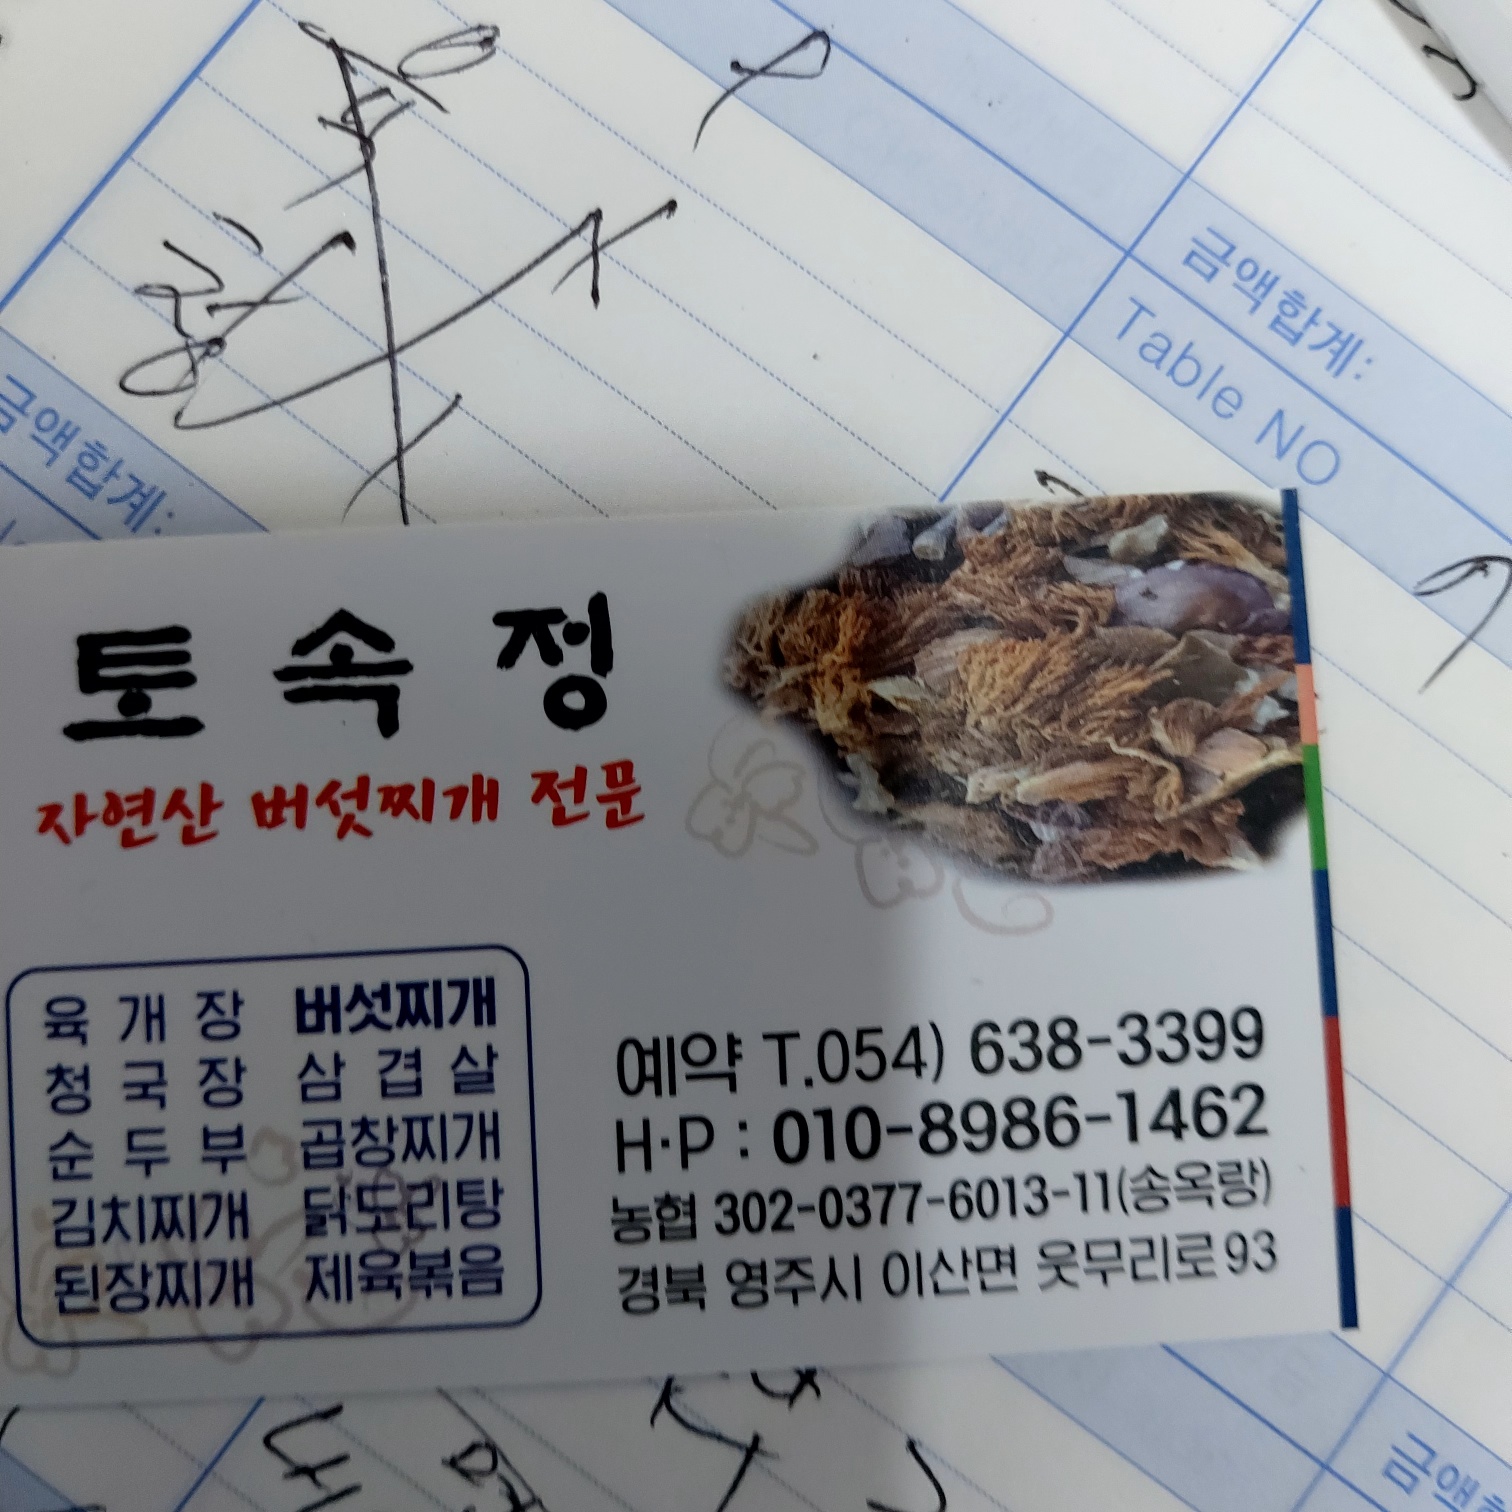 금액합계:
Table NO
금액합계:
토속정
자연산 버섯찌개 전문
육개장 버섯찌개
청국장 삼겹살
순두부 곱창찌개
김치찌개 닭도리탕
된장찌개 제육볶음
예약 T.054) 638-3399
H·P : 010-8986-1462
농협 302-0377-6013-11(송옥랑)
경북 영주시 이산면 웃무리로 93
금액